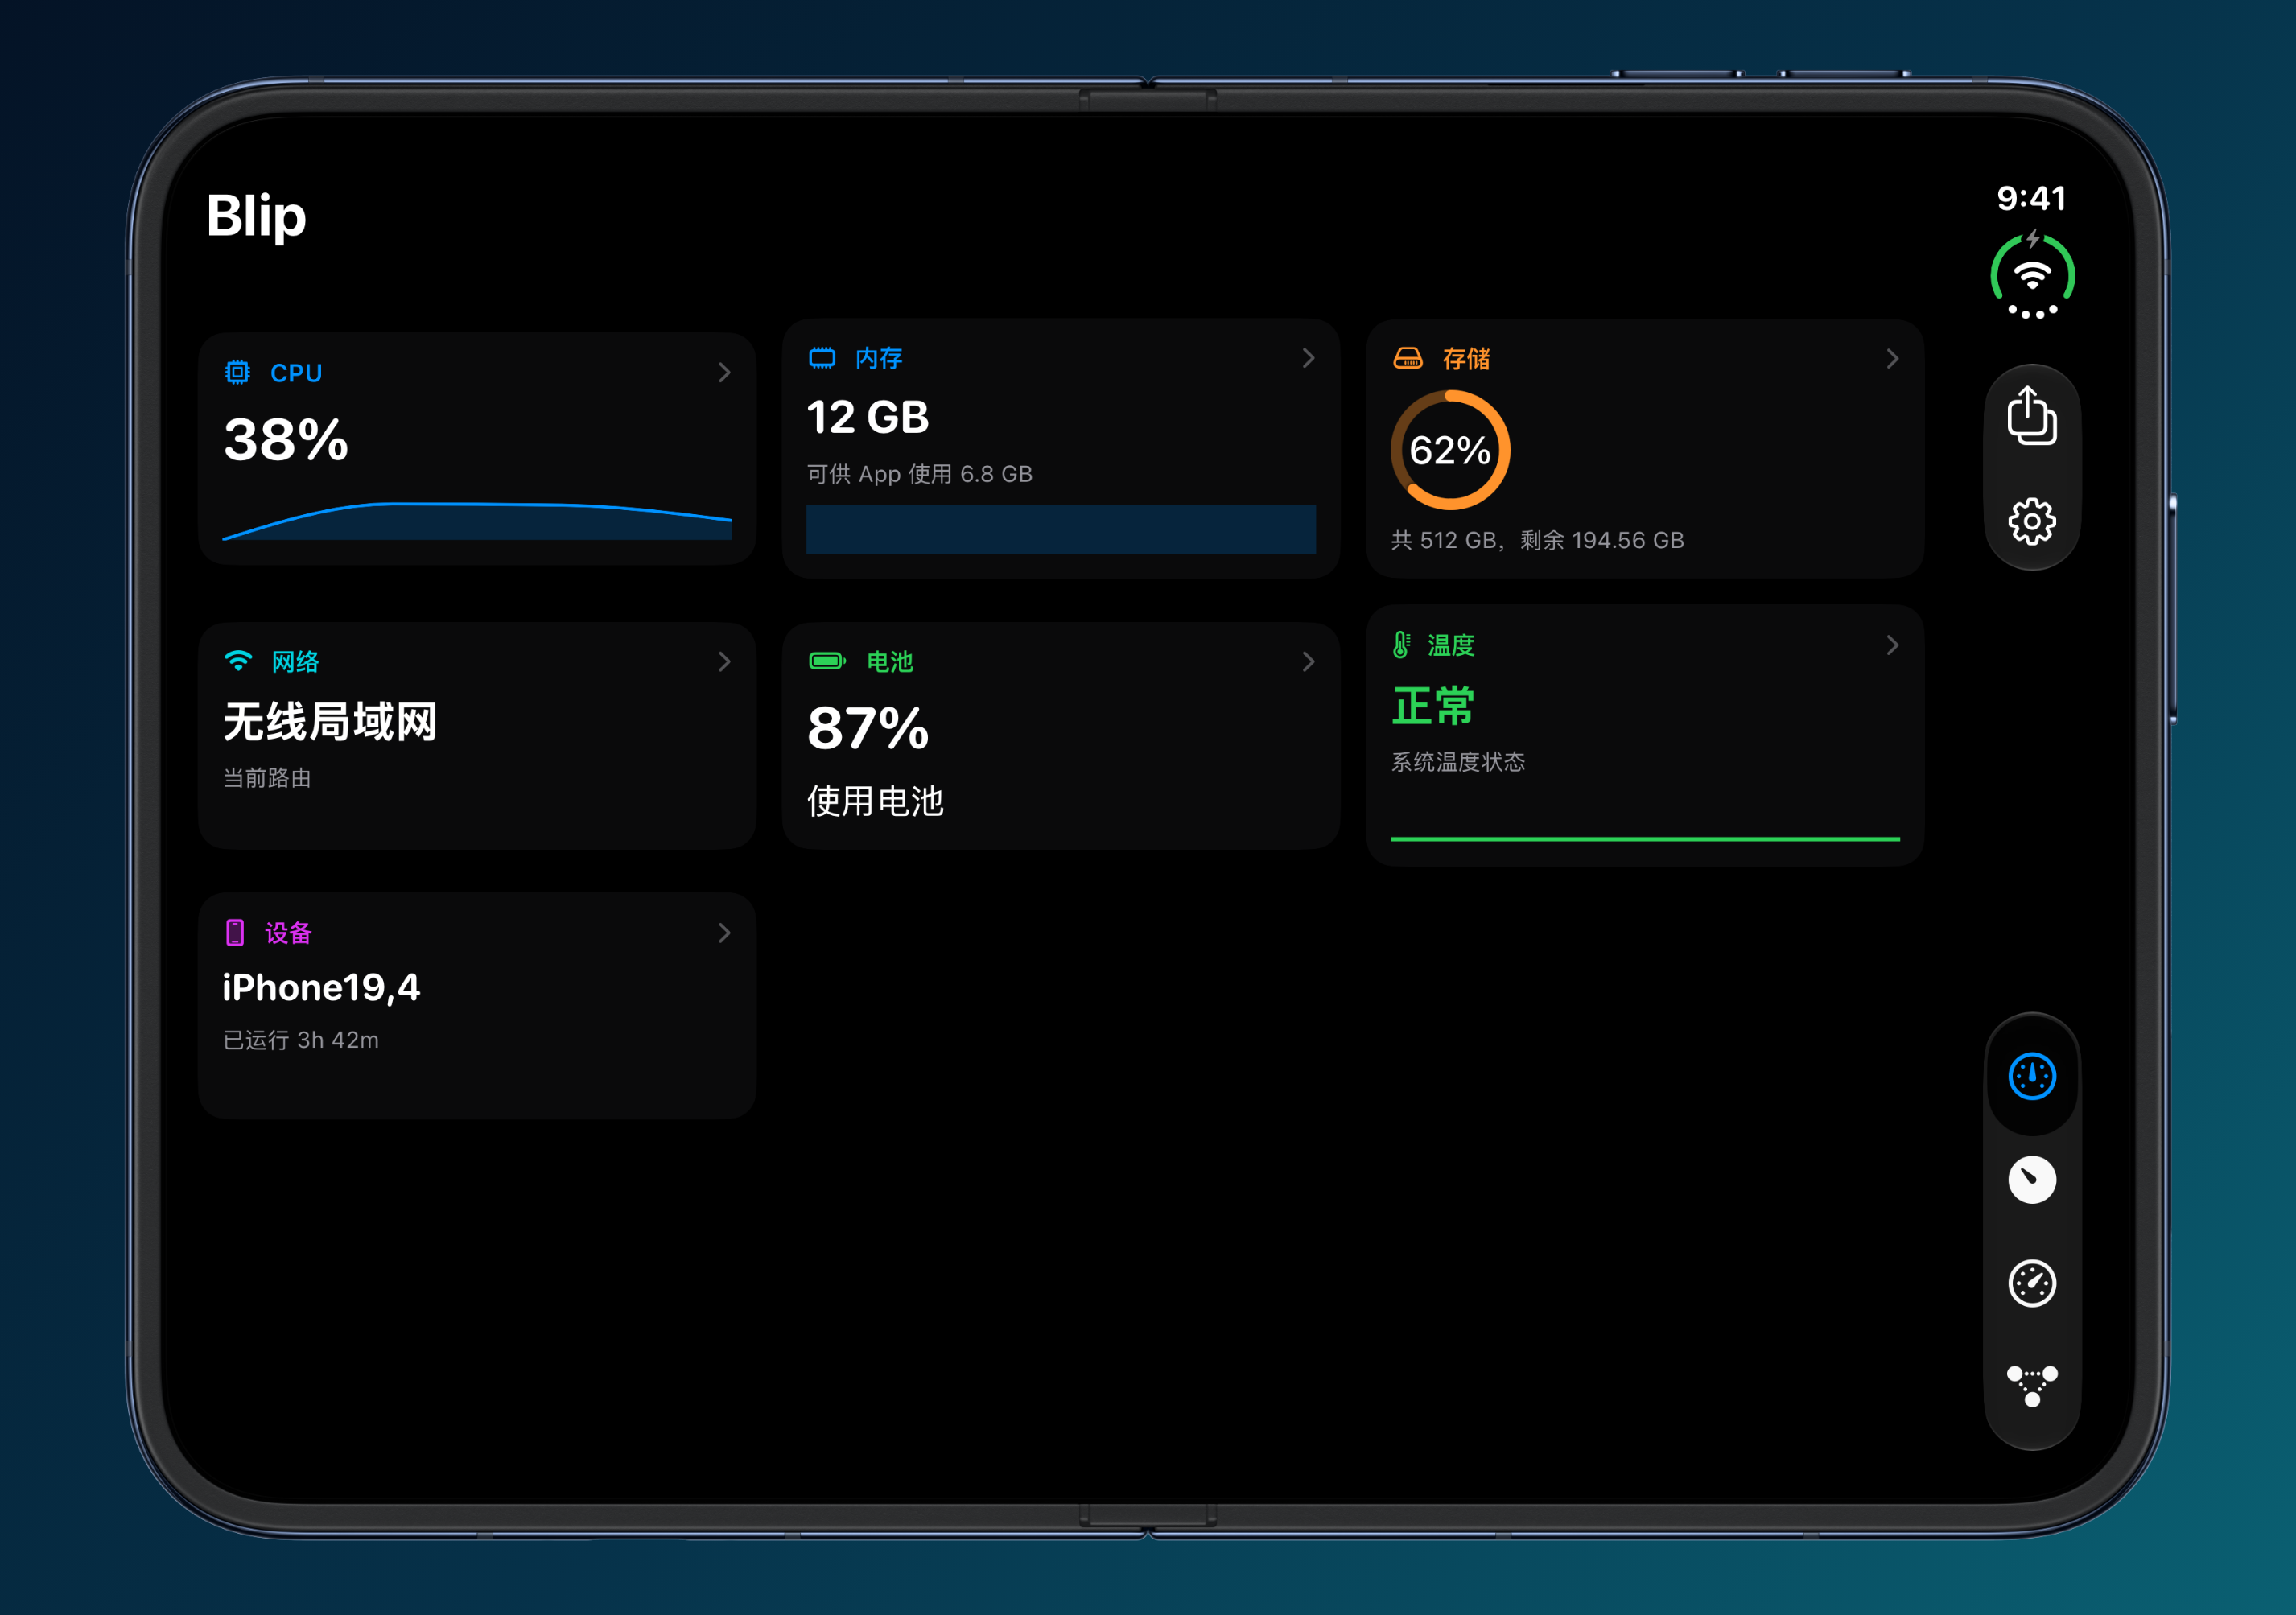 Blip
9:41
CPU
38%
内存
12 GB
可供 App 使用 6.8 GB
存储
62%
共 512 GB，剩余 194.56 GB
网络
无线局域网
当前路由
电池
87%
使用电池
温度
正常
系统温度状态
设备
iPhone19,4
已运行 3h 42m